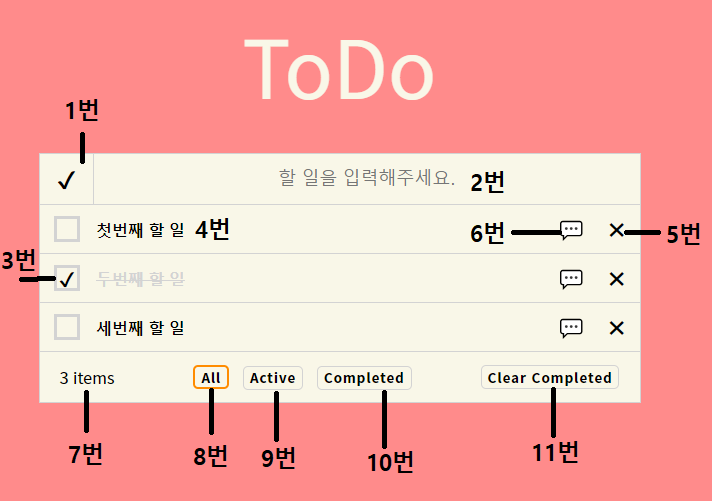 ToDo
1번
할 일을 입력해주세요. 2번
첫번째 할 일 4번
6번
5번
3번
두번째 할 일
세번째 할 일
3 items
All
Active
Completed
Clear Completed
7번
8번
9번
10번
11번